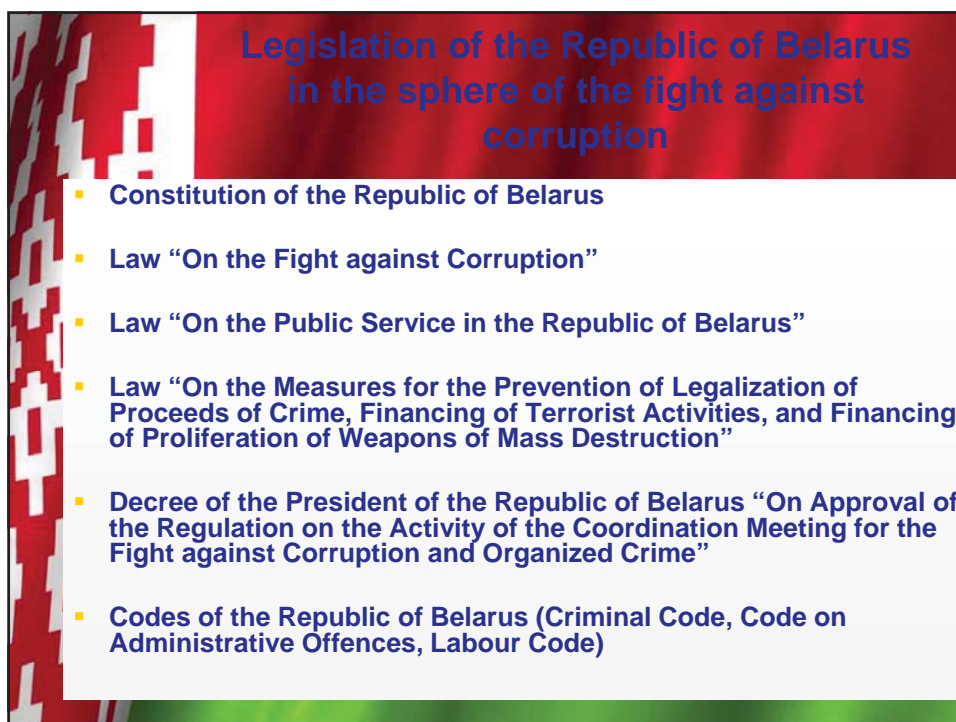 Legislation of the Republic of Belarus
in the sphere of the fight against
corruption
Constitution of the Republic of Belarus
Law “On the Fight against Corruption”
Law “On the Public Service in the Republic of Belarus”
Law “On the Measures for the Prevention of Legalization of
Proceeds of Crime, Financing of Terrorist Activities, and Financing
of Proliferation of Weapons of Mass Destruction”
Decree of the President of the Republic of Belarus “On Approval of
the Regulation on the Activity of the Coordination Meeting for the
Fight against Corruption and Organized Crime”
Codes of the Republic of Belarus (Criminal Code, Code on
Administrative Offences, Labour Code)